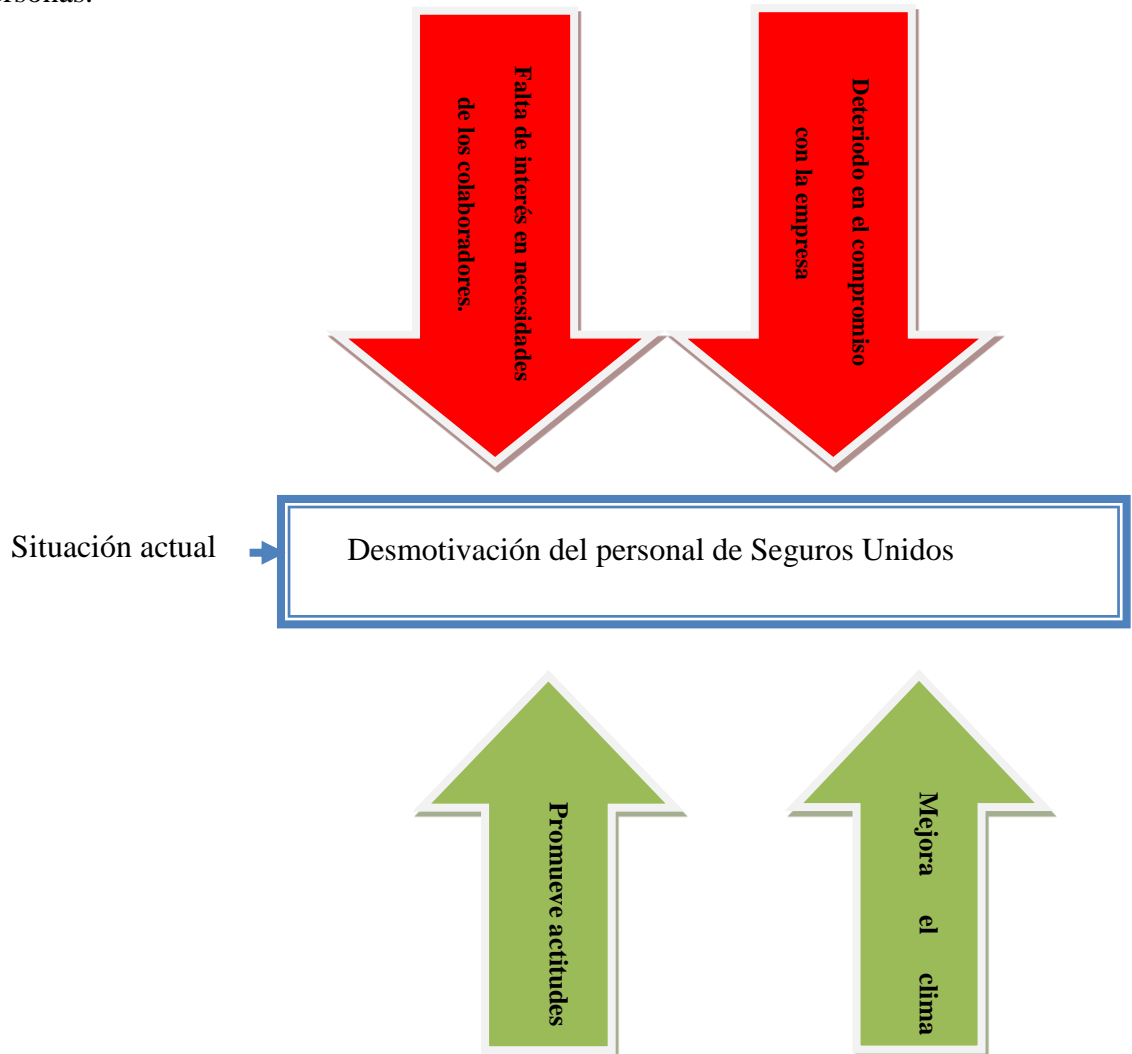 Falta de interés en necesidades
de los colaboradores.
Deteriodo en el compromiso
con la empresa
Situación actual
Desmotivación del personal de Seguros Unidos
Promueve actitudes
Mejora el clima